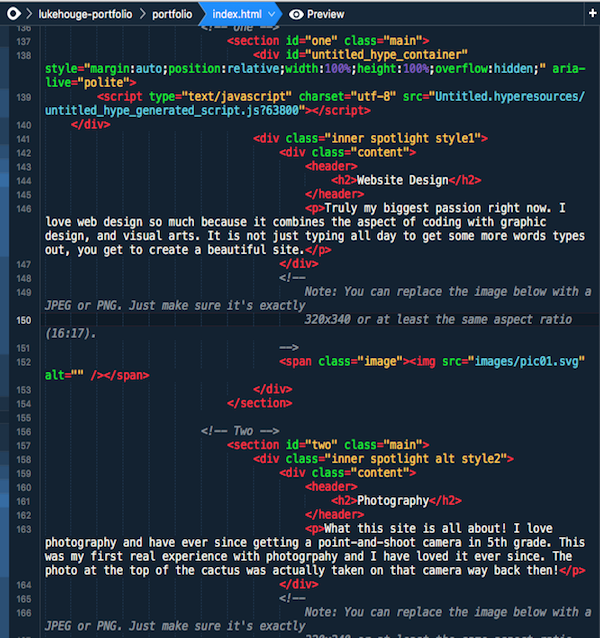 lukehouge-portfolio > portfolio index.html Preview +
136 <!-- One -->
137 <section id="one" class="main">
138 <div id="untitled_hype_container"
style="margin:auto;position:relative;width:100%;height:100%;overflow:hidden;" aria-
live="polite">
139 <script type="text/javascript" charset="utf-8" src="Untitled.hyperesources/
untitled_hype_generated_script.js?63800"></script>
140 </div>
141 <div class="inner spotlight style1">
142 <div class="content">
143 <header>
144 <h2>Website Design</h2>
145 </header>
146 <p>Truly my biggest passion right now. I
love web design so much because it combines the aspect of coding with graphic
design, and visual arts. It is not just typing all day to get some more words types
out, you get to create a beautiful site.</p>
147 </div>
148 <!--
149 Note: You can replace the image below with a
JPEG or PNG. Just make sure it's exactly
150 320x340 or at least the same aspect ratio
(16:17).
151 -->
152 <span class="image"><img src="images/pic01.svg"
alt="" /></span>
153 </div>
154 </section>
155
156 <!-- Two -->
157 <section id="two" class="main">
158 <div class="inner spotlight alt style2">
159 <div class="content">
160 <header>
161 <h2>Photography</h2>
162 </header>
163 <p>What this site is all about! I love
photography and have ever since getting a point-and-shoot camera in 5th grade. This
was my first real experience with photogrpahy and I have loved it ever since. The
photo at the top of the cactus was actually taken on that camera way back then!</p>
164 </div>
165 <!--
166 Note: You can replace the image below with a
JPEG or PNG. Just make sure it's exactly
320x340 or at least the same aspect ratio